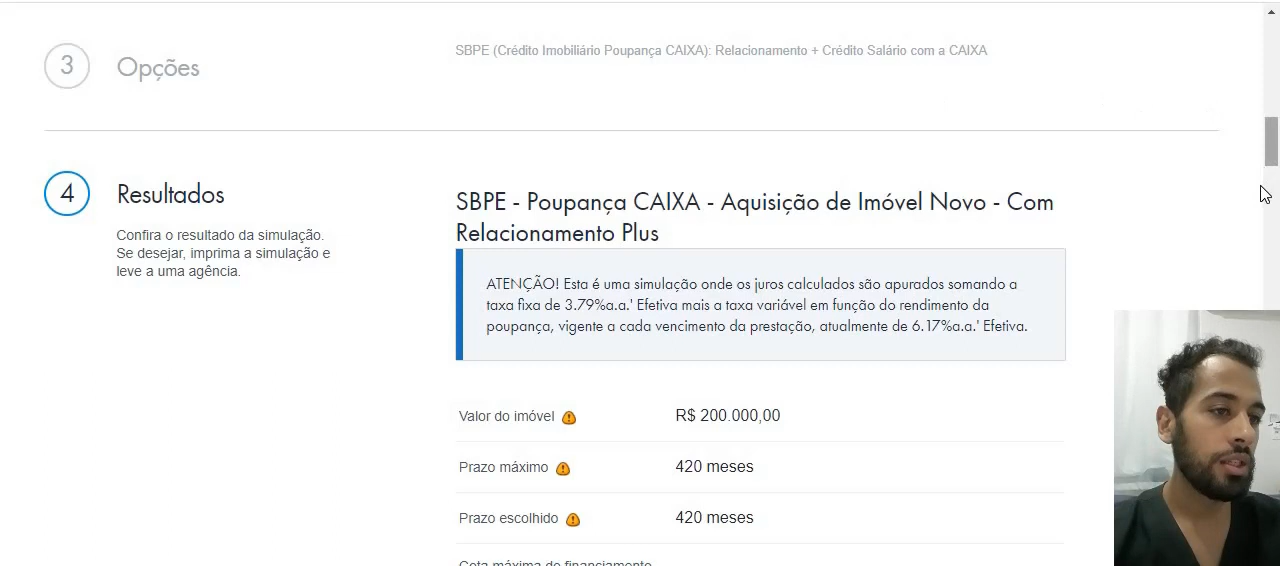 3
Opções
SBPE (Crédito Imobiliário Poupança CAIXA): Relacionamento + Crédito Salário com a CAIXA
4
Resultados
Confira o resultado da simulação.
Se desejar, imprima a simulação e
leve a uma agência.
SBPE - Poupança CAIXA - Aquisição de Imóvel Novo - Com
Relacionamento Plus
ATENÇÃO! Esta é uma simulação onde os juros calculados são apurados somando a
taxa fixa de 3.79%a.a.' Efetiva mais a taxa variável em função do rendimento da
poupança, vigente a cada vencimento da prestação, atualmente de 6.17%a.a.' Efetiva.
Valor do imóvel R$ 200.000,00
Prazo máximo 420 meses
Prazo escolhido 420 meses
Cota máxima do financiamento